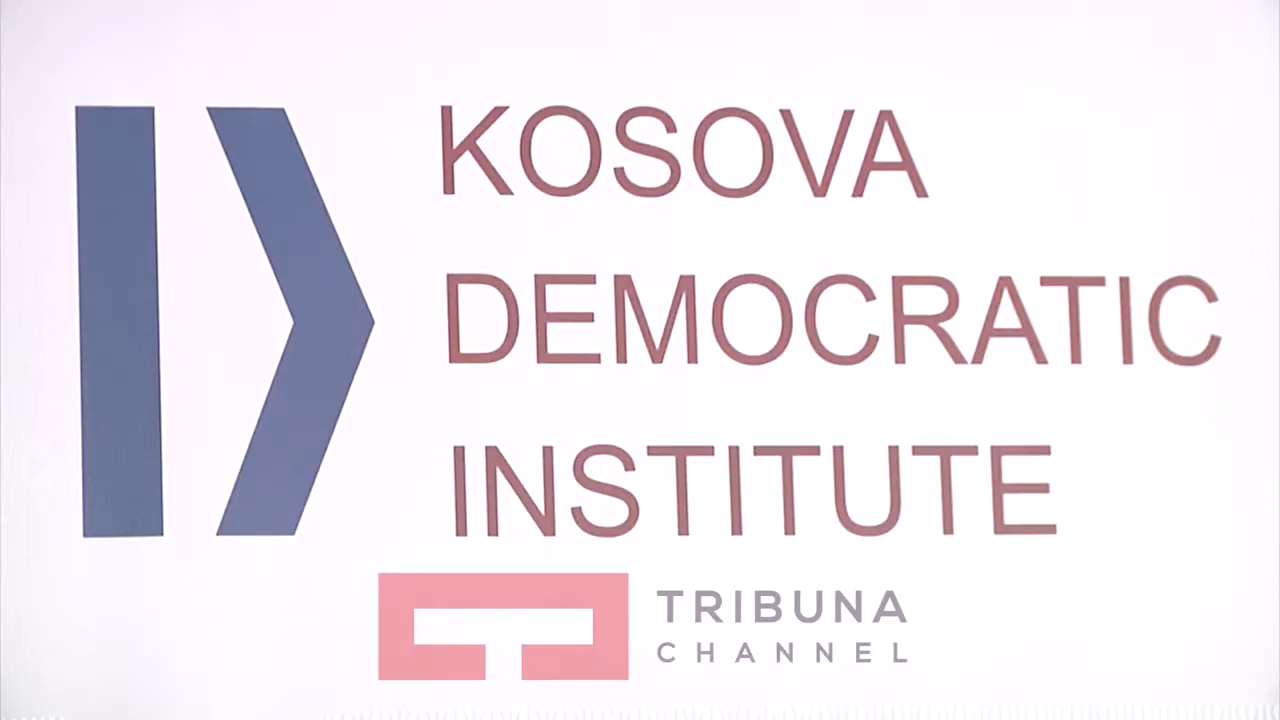 KOSOVA
DEMOCRATIC
INSTITUTE
TRIBUNA
CHANNEL